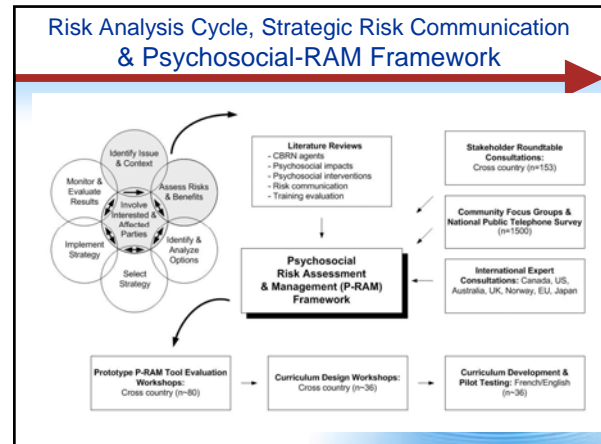 Risk Analysis Cycle, Strategic Risk Communication
& Psychosocial-RAM Framework
Identify Issue
& Context
Monitor &
Evaluate
Results
Assess Risks
& Benefits
Involve
Interested &
Affected
Parties
Implement
Strategy
Identify &
Analyze
Options
Select
Strategy
Literature Reviews
- CBRN agents
- Psychosocial impacts
- Psychosocial interventions
- Risk communication
- Training evaluation
Stakeholder Roundtable
Consultations:
Cross country (n=153)
Community Focus Groups &
National Public Telephone Survey
(n=1500)
International Expert
Consultations: Canada, US,
Australia, UK, Norway, EU, Japan
Psychosocial
Risk Assessment
& Management (P-RAM)
Framework
Prototype P-RAM Tool Evaluation
Workshops:
Cross country (n~80)
Curriculum Design Workshops:
Cross country (n~36)
Curriculum Development &
Pilot Testing: French/English
(n~36)